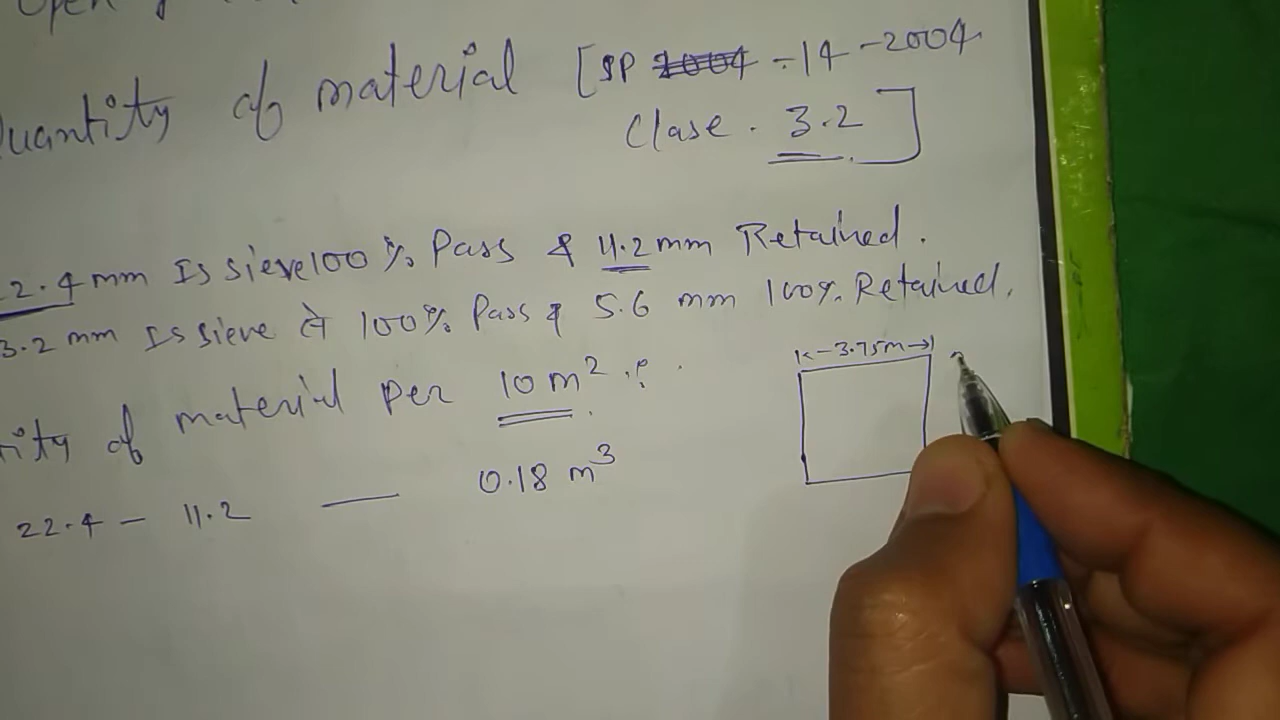 Open
Quantity of material [SP 2004 -14 -2004
Clase . 3.2 ]
2.4 mm Is sieve 100 % Pass & 11.2 mm Retained .
3.2 mm Is sieve से 100% Pass & 5.6 mm 100%. Retained.
|<- 3.75m ->|
tity of material per 10 m² ?
22.4 - 11.2 — 0.18 m³